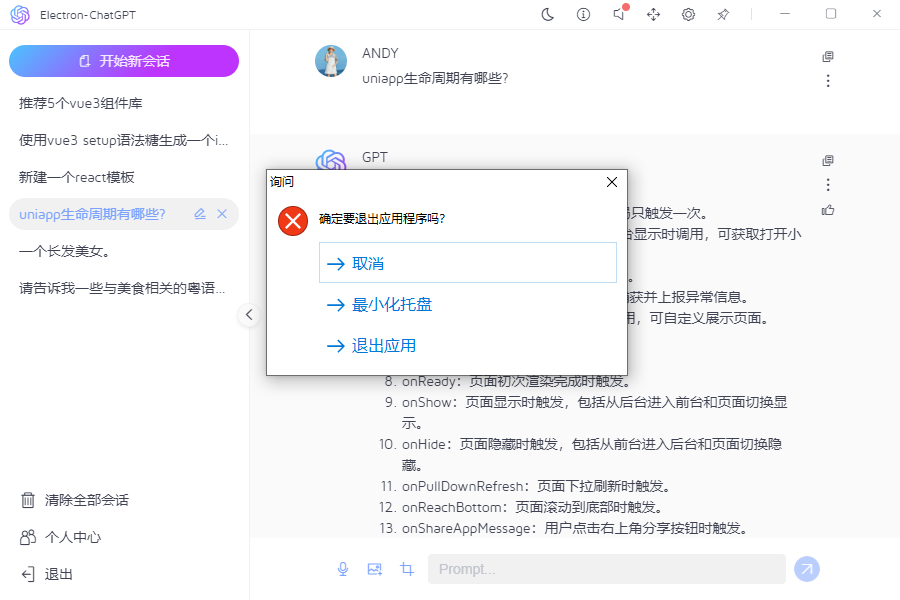 Electron-ChatGPT
开始新会话
推荐5个vue3组件库
使用vue3 setup语法糖生成一个i...
新建一个react模板
uniapp生命周期有哪些?
一个长发美女。
请告诉我一些与美食相关的粤语...
清除全部会话
个人中心
退出
ANDY
uniapp生命周期有哪些?
GPT
只触发一次。
台显示时调用，可获取打开小
。
获并上报异常信息。
用，可自定义展示页面。
询问
确定要退出应用程序吗?
取消
最小化托盘
退出应用
8. onReady：页面初次渲染完成时触发。
9. onShow：页面显示时触发，包括从后台进入前台和页面切换显
示。
10. onHide：页面隐藏时触发，包括从前台进入后台和页面切换隐
藏。
11. onPullDownRefresh：页面下拉刷新时触发。
12. onReachBottom：页面滚动到底部时触发。
13. onShareAppMessage：用户点击右上角分享按钮时触发。
Prompt...